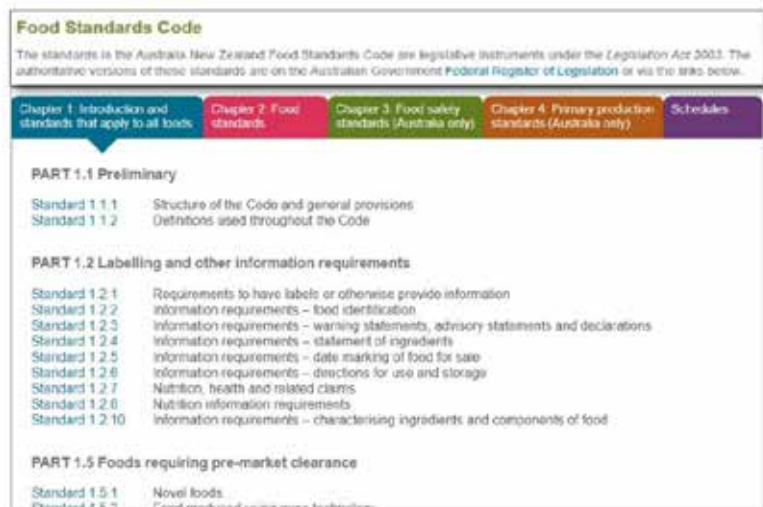 Food Standards Code
The standards in the Australia New Zealand Food Standards Code are legislative instruments under the Legislation Act 2003. The
authoritative versions of these standards are on the Australian Government Federal Register of Legislation or via the links below.
Chapter 1: Introduction and
standards that apply to all foods
Chapter 2: Food
standards
Chapter 3: Food safety
standards (Australia only)
Chapter 4: Primary production
standards (Australia only)
Schedules
PART 1.1 Preliminary
Standard 1.1.1 Structure of the Code and general provisions
Standard 1.1.2 Definitions used throughout the Code
PART 1.2 Labelling and other information requirements
Standard 1.2.1 Requirements to have labels or otherwise provide information
Standard 1.2.2 Information requirements – food identification
Standard 1.2.3 Information requirements – warning statements, advisory statements and declarations
Standard 1.2.4 Information requirements – statement of ingredients
Standard 1.2.5 Information requirements – date marking of food for sale
Standard 1.2.6 Information requirements – directions for use and storage
Standard 1.2.7 Nutrition, health and related claims
Standard 1.2.8 Nutrition information requirements
Standard 1.2.10 Information requirements – characterising ingredients and components of food
PART 1.5 Foods requiring pre-market clearance
Standard 1.5.1 Novel foods
Standard 1.5.2 Food produced using gene technology